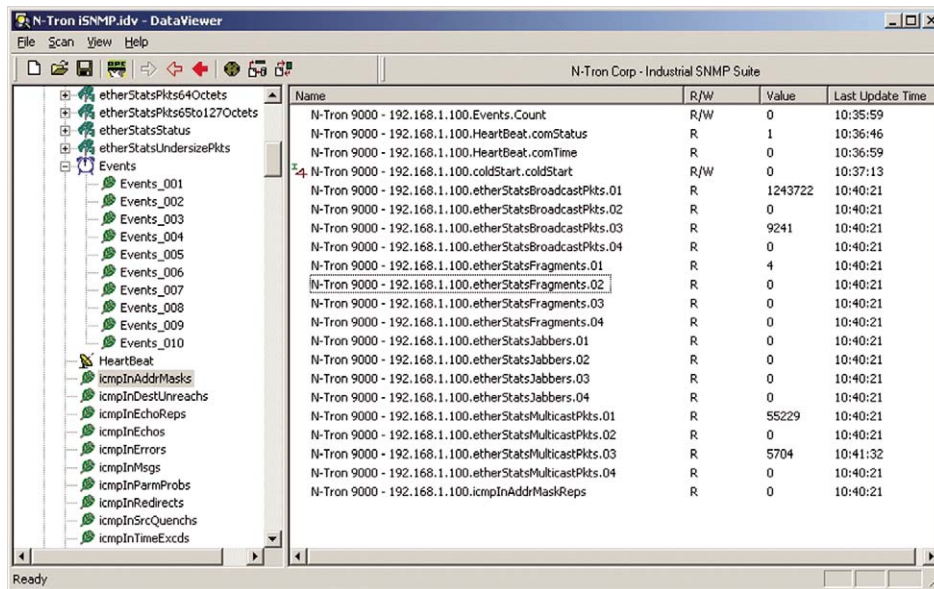 N-Tron iSNMP.idv - DataViewer
File Scan View Help
N-Tron Corp - Industrial SNMP Suite
etherStatsPkts64Octets
etherStatsPkts65to127Octets
etherStatsStatus
etherStatsUndersizePkts
Events
Events_001
Events_002
Events_003
Events_004
Events_005
Events_006
Events_007
Events_008
Events_009
Events_010
HeartBeat
icmpInAddrMasks
icmpInDestUnreachs
icmpInEchoReps
icmpInEchos
icmpInErrors
icmpInMsgs
icmpInParmProbs
icmpInRedirects
icmpInSrcQuenchs
icmpInTimeExcds
Name R/W Value Last Update Time
N-Tron 9000 - 192.168.1.100.Events.Count R/W 0 10:35:59
N-Tron 9000 - 192.168.1.100.HeartBeat.comStatus R 1 10:36:46
N-Tron 9000 - 192.168.1.100.HeartBeat.comTime R 0 10:36:59
N-Tron 9000 - 192.168.1.100.coldStart.coldStart R/W 0 10:37:13
N-Tron 9000 - 192.168.1.100.etherStatsBroadcastPkts.01 R 1243722 10:40:21
N-Tron 9000 - 192.168.1.100.etherStatsBroadcastPkts.02 R 0 10:40:21
N-Tron 9000 - 192.168.1.100.etherStatsBroadcastPkts.03 R 9241 10:40:21
N-Tron 9000 - 192.168.1.100.etherStatsBroadcastPkts.04 R 0 10:40:21
N-Tron 9000 - 192.168.1.100.etherStatsFragments.01 R 4 10:40:21
N-Tron 9000 - 192.168.1.100.etherStatsFragments.02 R 0 10:40:21
N-Tron 9000 - 192.168.1.100.etherStatsFragments.03 R 0 10:40:21
N-Tron 9000 - 192.168.1.100.etherStatsFragments.04 R 0 10:40:21
N-Tron 9000 - 192.168.1.100.etherStatsJabbers.01 R 0 10:40:21
N-Tron 9000 - 192.168.1.100.etherStatsJabbers.02 R 0 10:40:21
N-Tron 9000 - 192.168.1.100.etherStatsJabbers.03 R 0 10:40:21
N-Tron 9000 - 192.168.1.100.etherStatsJabbers.04 R 0 10:40:21
N-Tron 9000 - 192.168.1.100.etherStatsMulticastPkts.01 R 55229 10:40:21
N-Tron 9000 - 192.168.1.100.etherStatsMulticastPkts.02 R 0 10:40:21
N-Tron 9000 - 192.168.1.100.etherStatsMulticastPkts.03 R 5704 10:41:32
N-Tron 9000 - 192.168.1.100.etherStatsMulticastPkts.04 R 0 10:40:21
N-Tron 9000 - 192.168.1.100.icmpInAddrMaskReps R 0 10:40:21
Ready